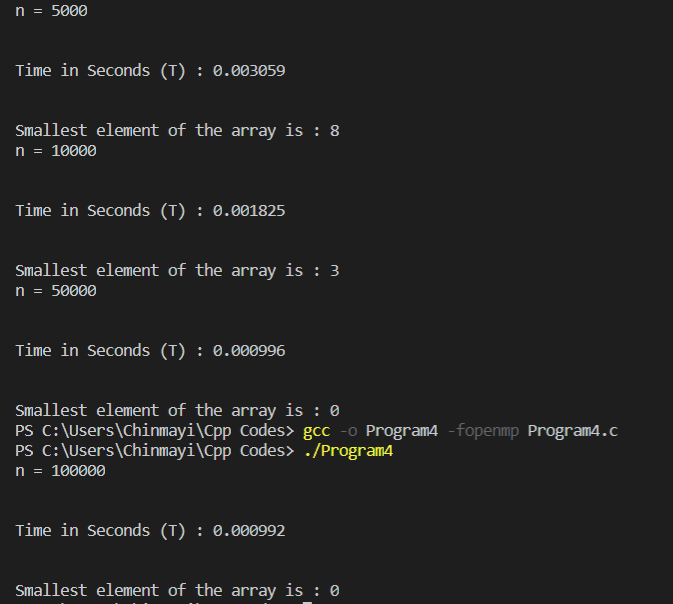 n = 5000
Time in Seconds (T) : 0.003059
Smallest element of the array is : 8
n = 10000
Time in Seconds (T) : 0.001825
Smallest element of the array is : 3
n = 50000
Time in Seconds (T) : 0.000996
Smallest element of the array is : 0
PS C:\Users\Chinmayi\Cpp Codes> gcc -o Program4 -fopenmp Program4.c
PS C:\Users\Chinmayi\Cpp Codes> ./Program4
n = 100000
Time in Seconds (T) : 0.000992
Smallest element of the array is : 0